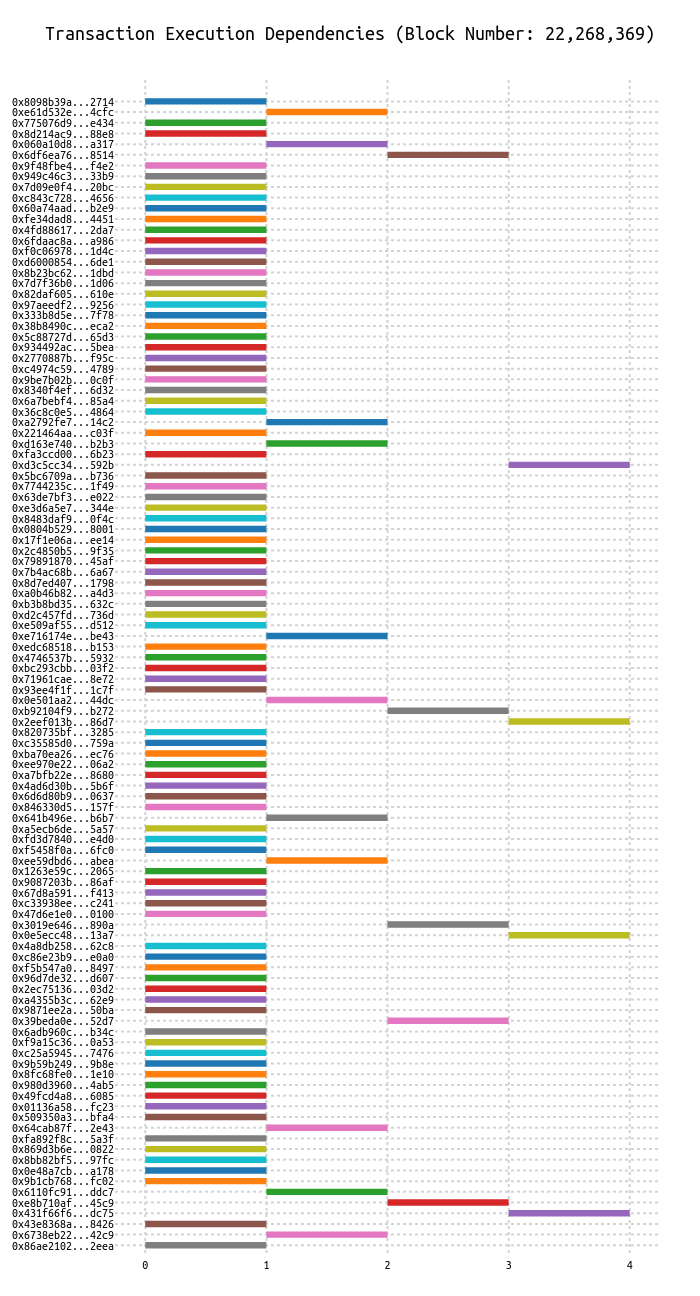 Transaction Execution Dependencies (Block Number: 22,268,369)
0x8098b39a...2714
0xe61d532e...4cfc
0x775076d9...e434
0x8d214ac9...88e8
0x060a10d8...a317
0x6df6ea76...8514
0x9f48fbe4...f4e2
0x949c46c3...33b9
0x7d09e0f4...20bc
0xc843c728...4656
0x60a74aad...b2e9
0xfe34dad8...4451
0x4fd88617...2da7
0x6fdaac8a...a986
0xf0c06978...1d4c
0xd6000854...6de1
0x8b23bc62...1dbd
0x7d7f36b0...1d06
0x82daf605...610e
0x97aeedf2...9256
0x333b8d5e...7f78
0x38b8490c...eca2
0x5c88727d...65d3
0x934492ac...5bea
0x2770887b...f95c
0xc4974c59...4789
0x9be7b02b...0c0f
0x8340f4ef...6d32
0x6a7bebf4...85a4
0x36c8c0e5...4864
0xa2792fe7...14c2
0x221464aa...c03f
0xd163e740...b2b3
0xfa3ccd00...6b23
0xd3c5cc34...592b
0x5bc6709a...b736
0x7744235c...1f49
0x63de7bf3...e022
0xe3d6a5e7...344e
0x8483daf9...0f4c
0x0804b529...8001
0x17f1e06a...ee14
0x2c4850b5...9f35
0x79891870...45af
0x7b4ac68b...6a67
0x8d7ed407...1798
0xa0b46b82...a4d3
0xb3b8bd35...632c
0xd2c457fd...736d
0xe509af55...d512
0xe716174e...be43
0xedc68518...b153
0x4746537b...5932
0xbc293cbb...03f2
0x71961cae...8e72
0x93ee4f1f...1c7f
0x0e501aa2...44dc
0xb92104f9...b272
0x2eef013b...86d7
0x820735bf...3285
0xc35585d0...759a
0xba70ea26...ec76
0xee970e22...06a2
0xa7bfb22e...8680
0x4ad6d30b...5b6f
0x6d6d80b9...0637
0x846330d5...157f
0x641b496e...b6b7
0xa5ecb6de...5a57
0xfd3d7840...e4d0
0xf5458f0a...6fc0
0xee59dbd6...abea
0x1263e59c...2065
0x9087203b...86af
0x67d8a591...f413
0xc33938ee...c241
0x47d6e1e0...0100
0x3019e646...890a
0x0e5ecc48...13a7
0x4a8db258...62c8
0xc86e23b9...e0a0
0xf5b547a0...8497
0x96d7de32...d607
0x2ec75136...03d2
0xa4355b3c...62e9
0x9871ee2a...50ba
0x39beda0e...52d7
0x6adb960c...b34c
0xf9a15c36...0a53
0xc25a5945...7476
0x9b59b249...9b8e
0x8fc68fe0...1e10
0x980d3960...4ab5
0x49fcd4a8...6085
0x01136a58...fc23
0x509350a3...bfa4
0x64cab87f...2e43
0xfa892f8c...5a3f
0x869d3b6e...0822
0x8bb82bf5...97fc
0x0e48a7cb...a178
0x9b1cb768...fc02
0x6110fc91...ddc7
0xe8b710af...45c9
0x431f66f6...dc75
0x43e8368a...8426
0x6738eb22...42c9
0x86ae2102...2eea
0 1 2 3 4